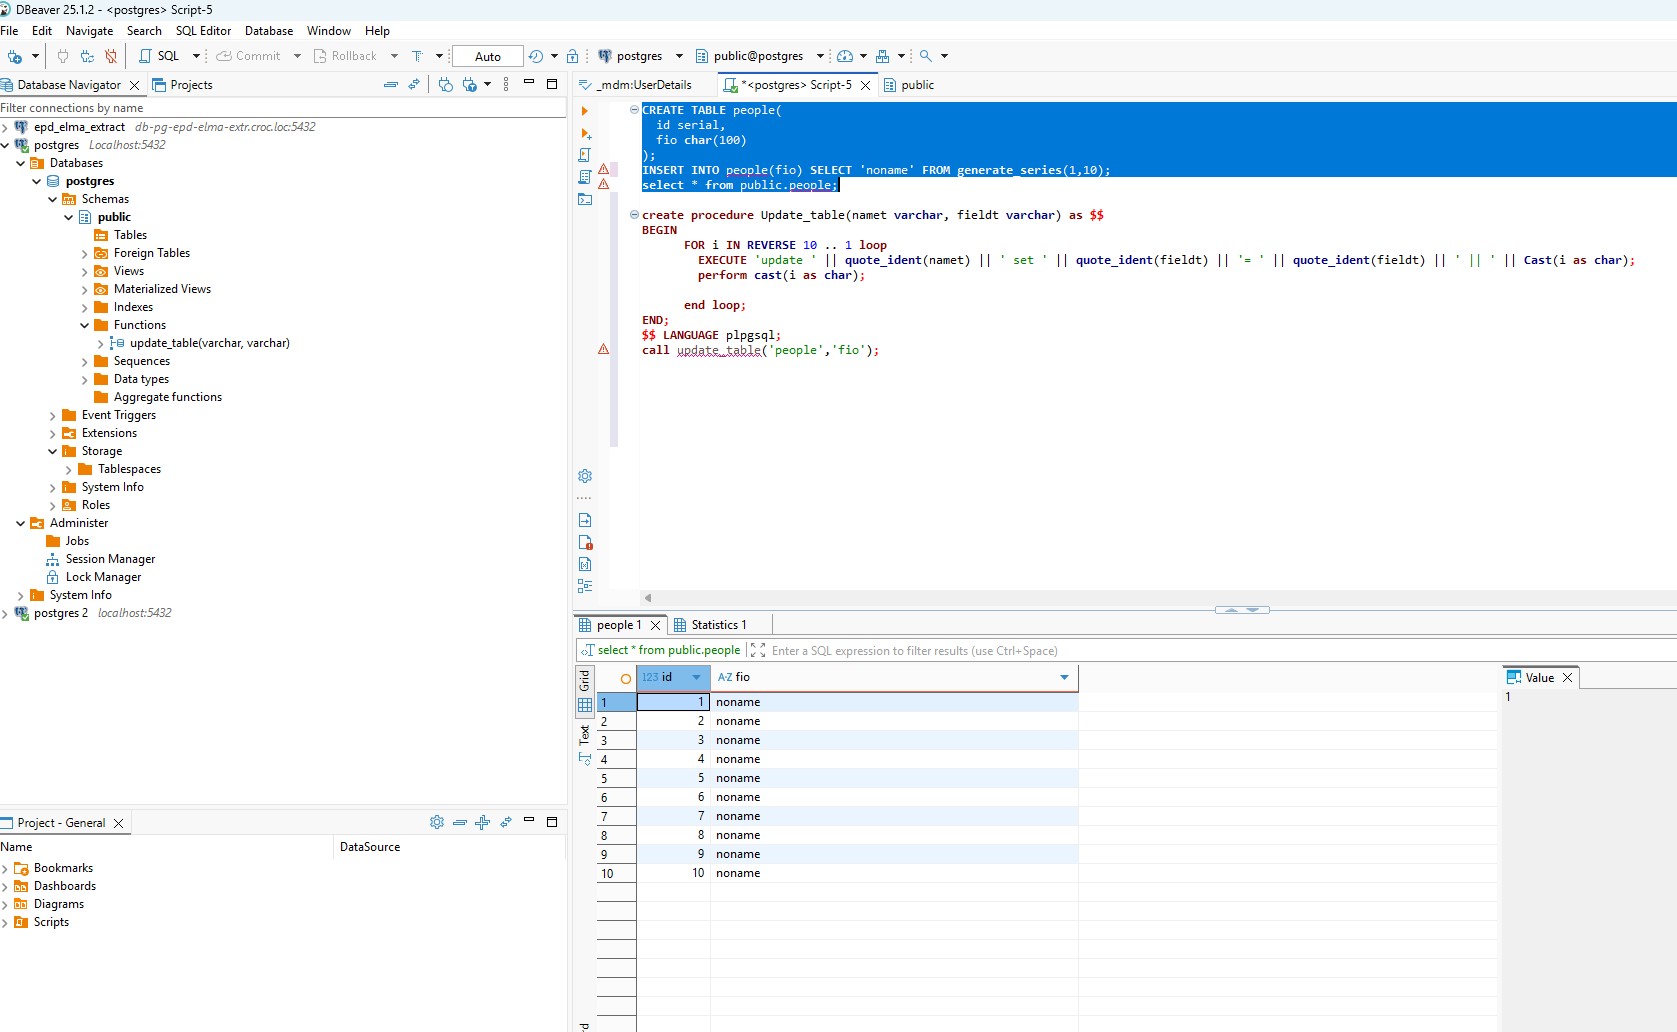 DBeaver 25.1.2 - <postgres> Script-5
File Edit Navigate Search SQL Editor Database Window Help
SQL Commit Rollback T Auto postgres public@postgres
Database Navigator Projects
Filter connections by name
epd_elma_extract db-pg-epd-elma-extr.croc.loc:5432
postgres Localhost:5432
Databases
postgres
Schemas
public
Tables
Foreign Tables
Views
Materialized Views
Indexes
Functions
update_table(varchar, varchar)
Sequences
Data types
Aggregate functions
Event Triggers
Extensions
Storage
Tablespaces
System Info
Roles
Administer
Jobs
Session Manager
Lock Manager
System Info
postgres 2 localhost:5432
Project - General
Name DataSource
Bookmarks
Dashboards
Diagrams
Scripts
_mdm:UserDetails *<postgres> Script-5 public
CREATE TABLE people(
id serial,
fio char(100)
);
INSERT INTO people(fio) SELECT 'noname' FROM generate_series(1,10);
select * from public.people;
create procedure Update_table(namet varchar, fieldt varchar) as $$
BEGIN
FOR i IN REVERSE 10 .. 1 loop
EXECUTE 'update ' || quote_ident(namet) || ' set ' || quote_ident(fieldt) || '= ' || quote_ident(fieldt) || ' || ' || Cast(i as char);
perform cast(i as char);
end loop;
END;
$$ LANGUAGE plpgsql;
call update_table('people','fio');
people 1 Statistics 1
select * from public.people Enter a SQL expression to filter results (use Ctrl+Space)
Grid
Text
123 id A-Z fio
1 1 noname
2 2 noname
3 3 noname
4 4 noname
5 5 noname
6 6 noname
7 7 noname
8 8 noname
9 9 noname
10 10 noname
Value
1